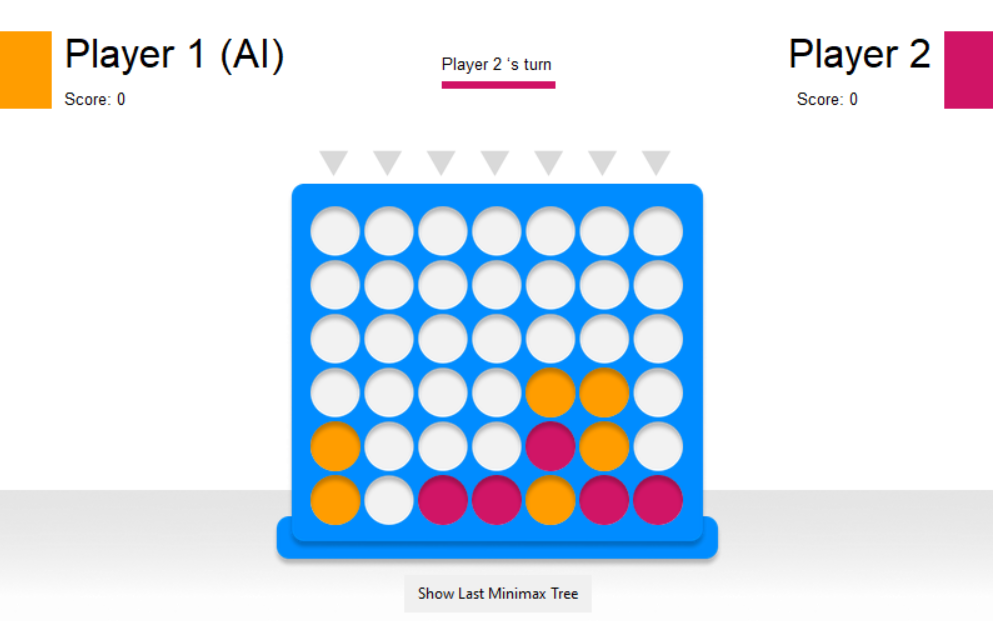 Player 1 (AI)
Score: 0
Player 2 ‘s turn
Player 2
Score: 0
Show Last Minimax Tree